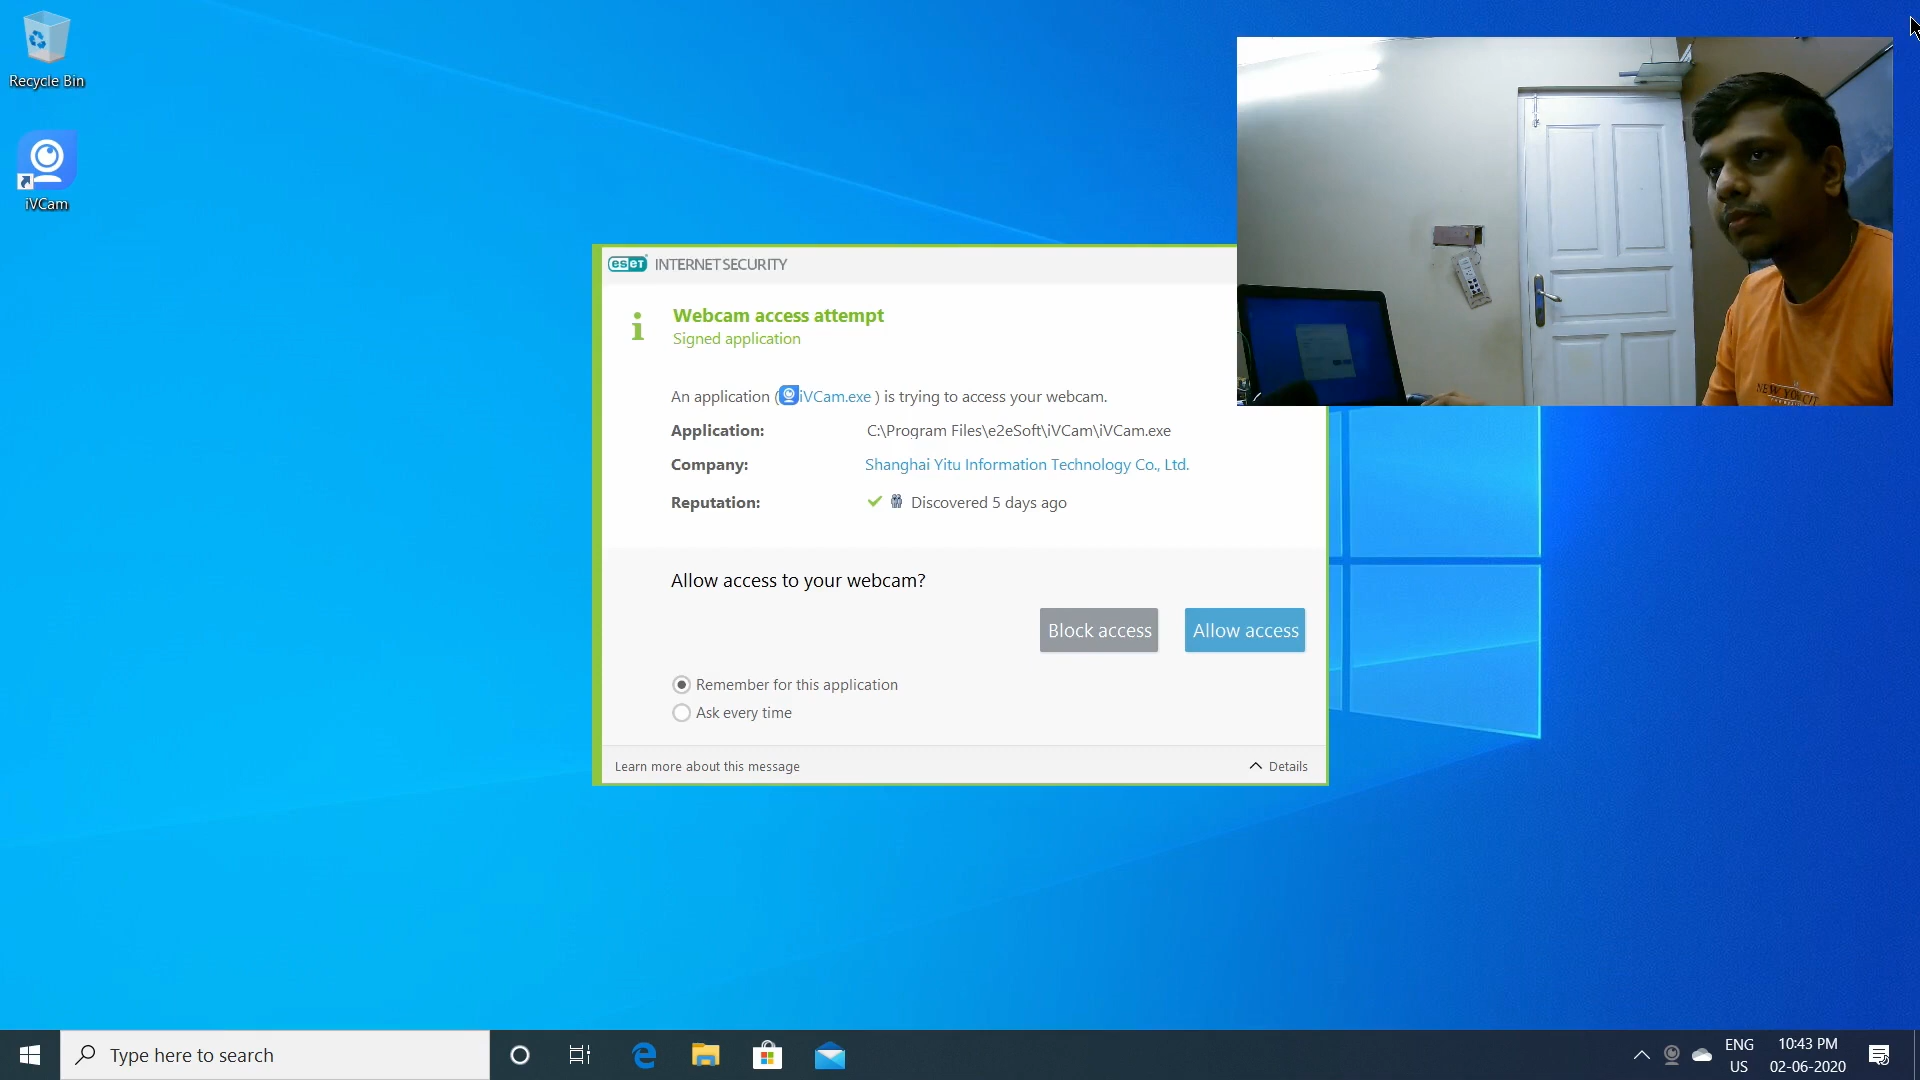 Recycle Bin
iVCam
eset INTERNET SECURITY
Webcam access attempt
Signed application
An application (iVCam.exe ) is trying to access your webcam.
Application: C:\Program Files\e2eSoft\iVCam\iVCam.exe
Company: Shanghai Yitu Information Technology Co., Ltd.
Reputation: Discovered 5 days ago
Allow access to your webcam?
Block access Allow access
Remember for this application
Ask every time
Learn more about this message Details
Type here to search
ENG
US
10:43 PM
02-06-2020